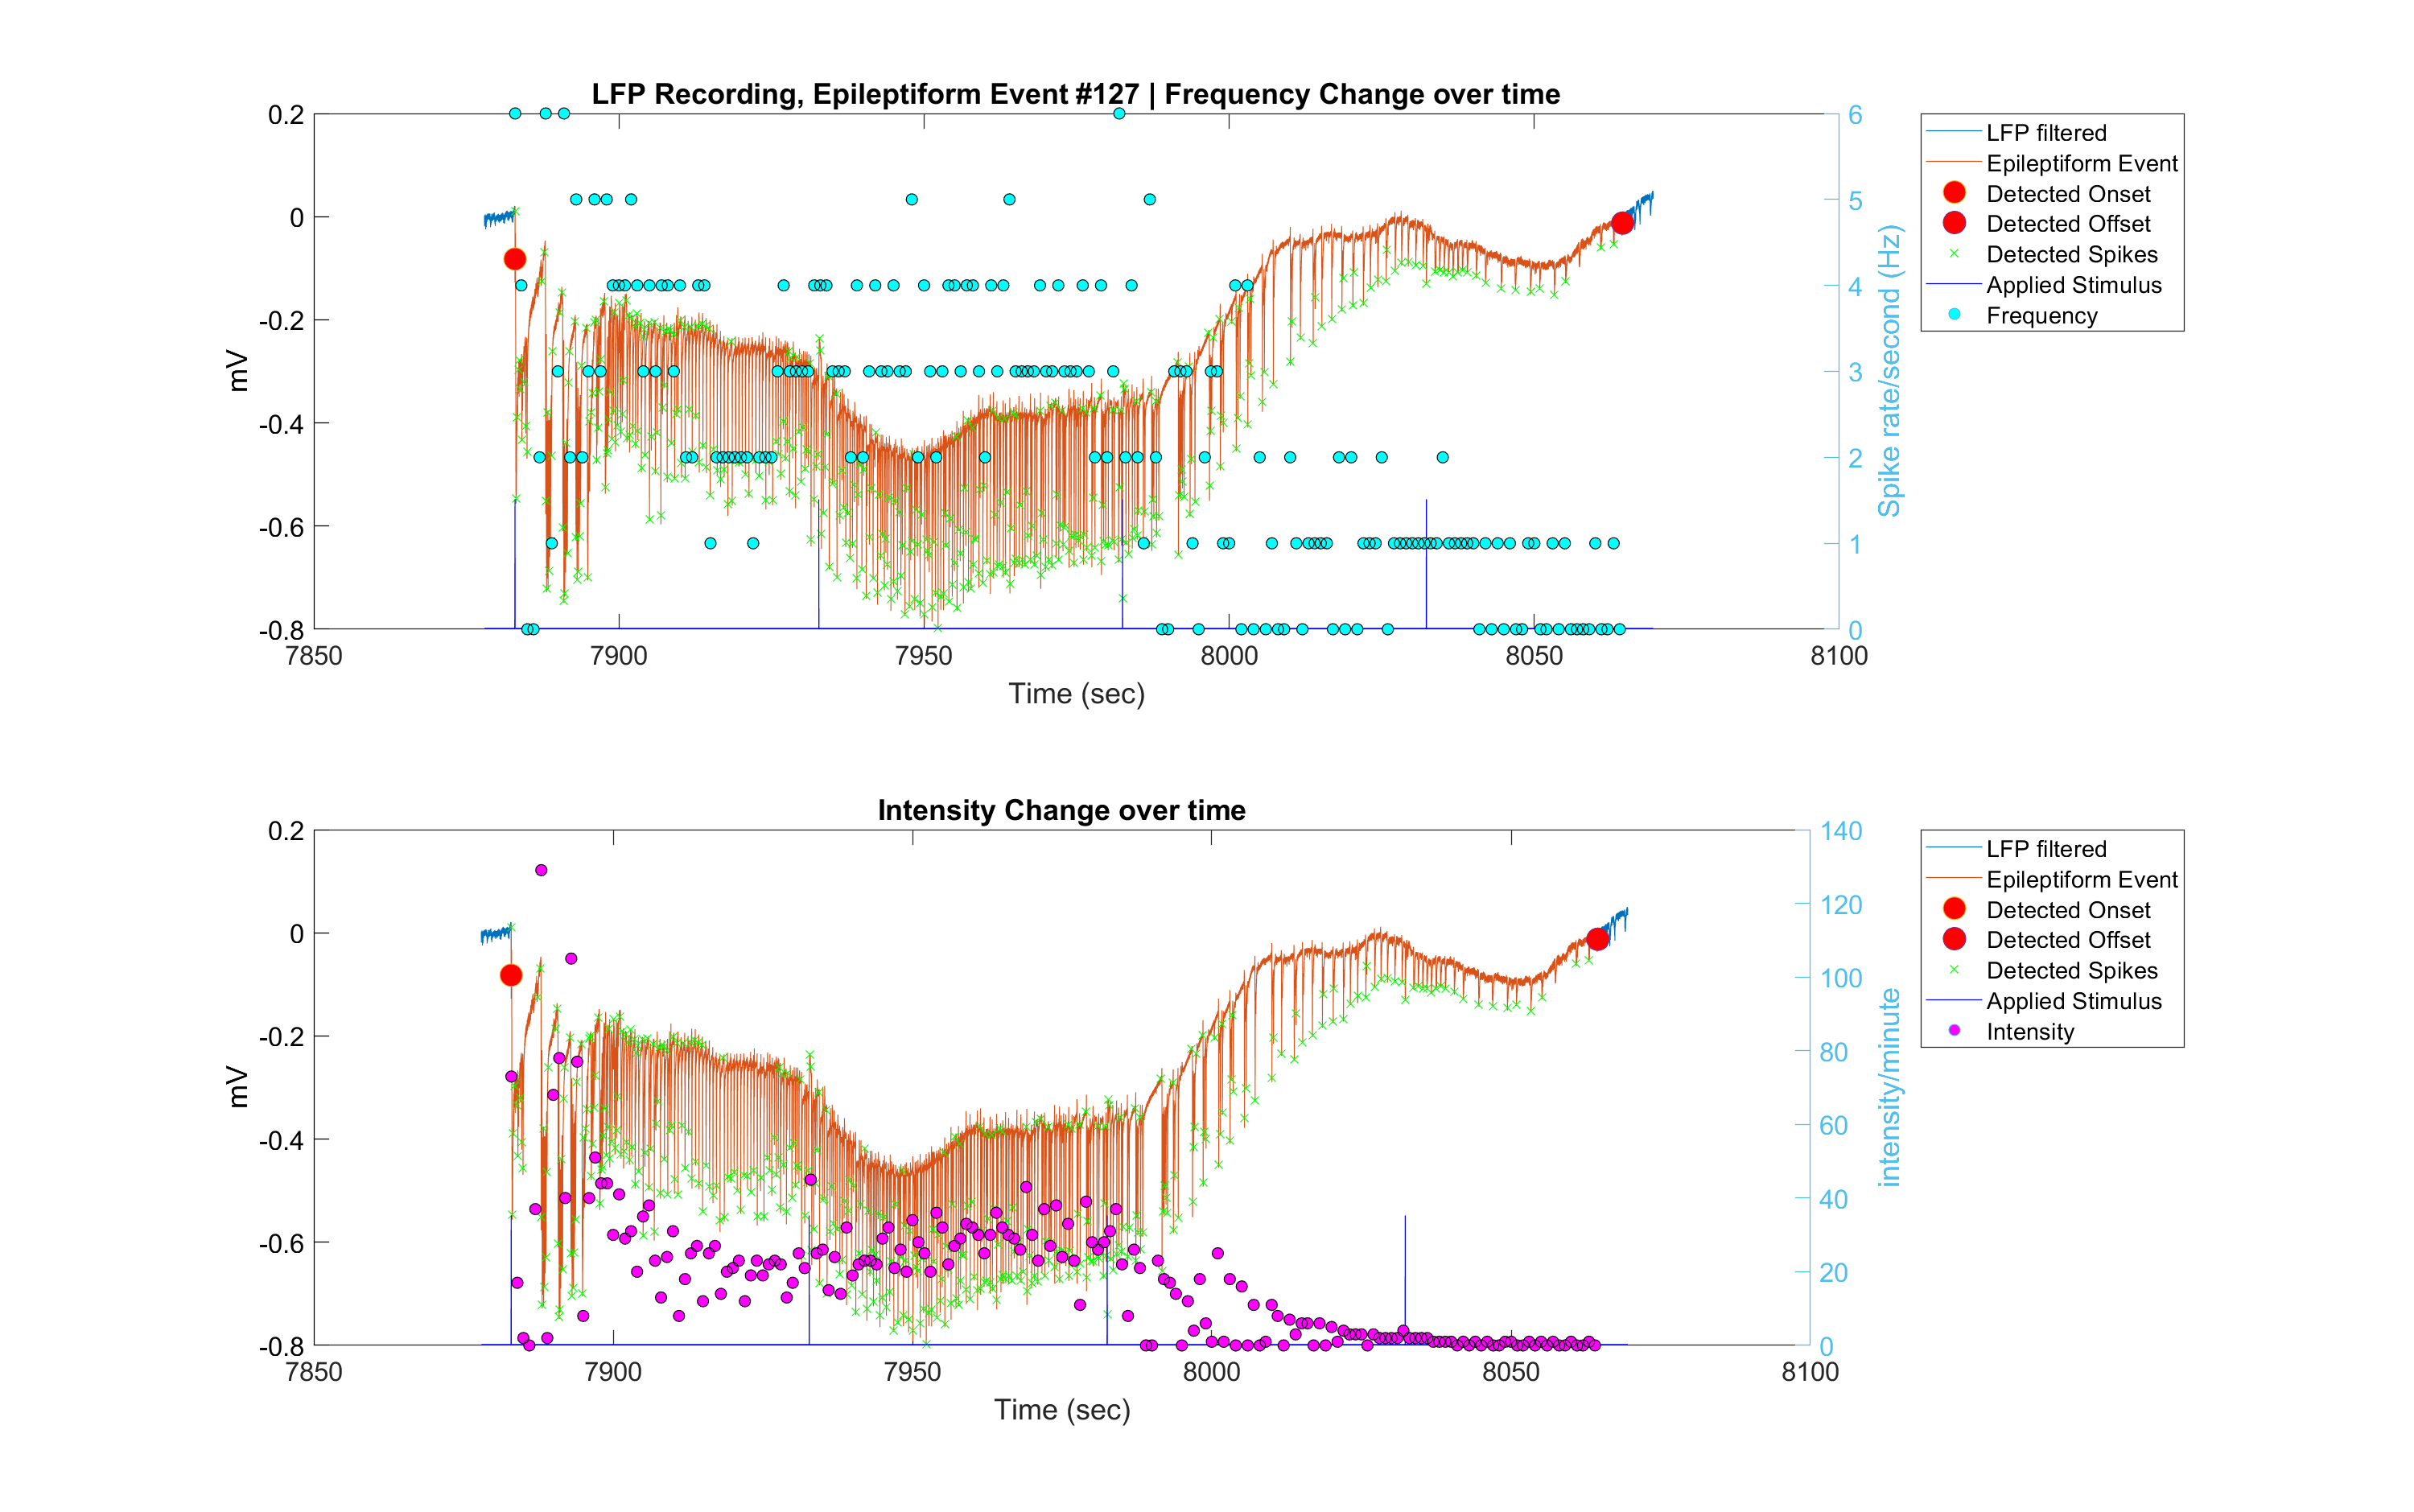 LFP Recording, Epileptiform Event #127 | Frequency Change over time
0.2
0
-0.2
-0.4
-0.6
-0.8
mV
7850
7900
7950
8000
8050
8100
Time (sec)
6
5
4
3
2
1
0
Spike rate/second (Hz)
LFP filtered
Epileptiform Event
Detected Onset
Detected Offset
Detected Spikes
Applied Stimulus
Frequency
Intensity Change over time
0.2
0
-0.2
-0.4
-0.6
-0.8
mV
7850
7900
7950
8000
8050
8100
Time (sec)
140
120
100
80
60
40
20
0
intensity/minute
LFP filtered
Epileptiform Event
Detected Onset
Detected Offset
Detected Spikes
Applied Stimulus
Intensity